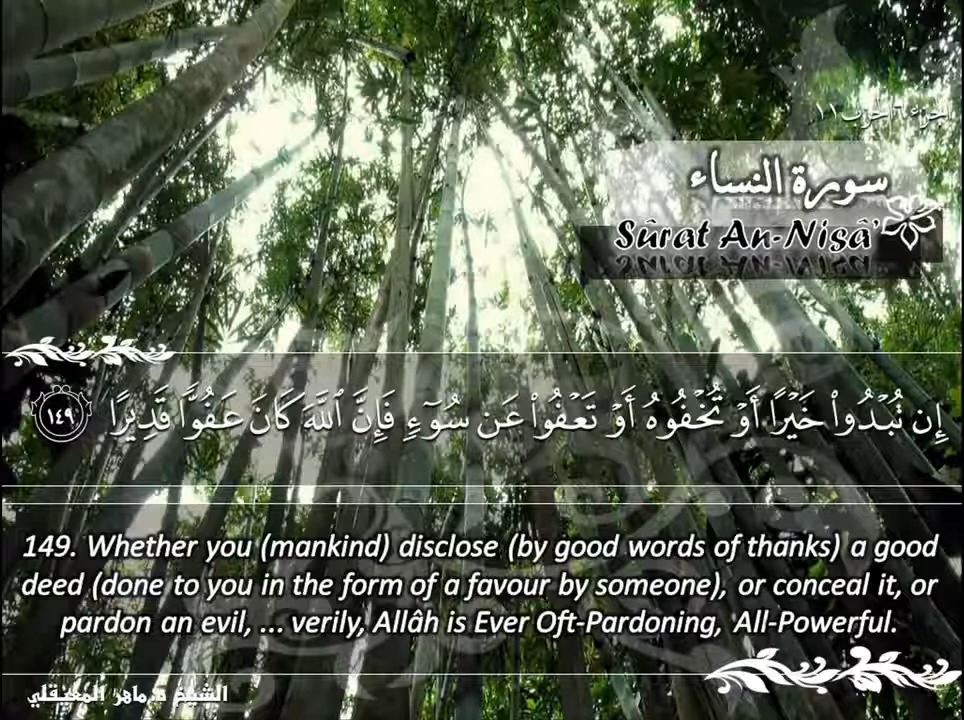 الجزء ٦ الحزب ١١
سورة النساء
Sûrat An-Nisâ'
إِن تُبْدُوا۟ خَيْرًا أَوْ تُخْفُوهُ أَوْ تَعْفُوا۟ عَن سُوٓءٍ فَإِنَّ ٱللَّهَ كَانَ عَفُوًّا قَدِيرًا ١٤٩
149. Whether you (mankind) disclose (by good words of thanks) a good
deed (done to you in the form of a favour by someone), or conceal it, or
pardon an evil, ... verily, Allâh is Ever Oft-Pardoning, All-Powerful.
الشيخ د. ماهر المعيقلي